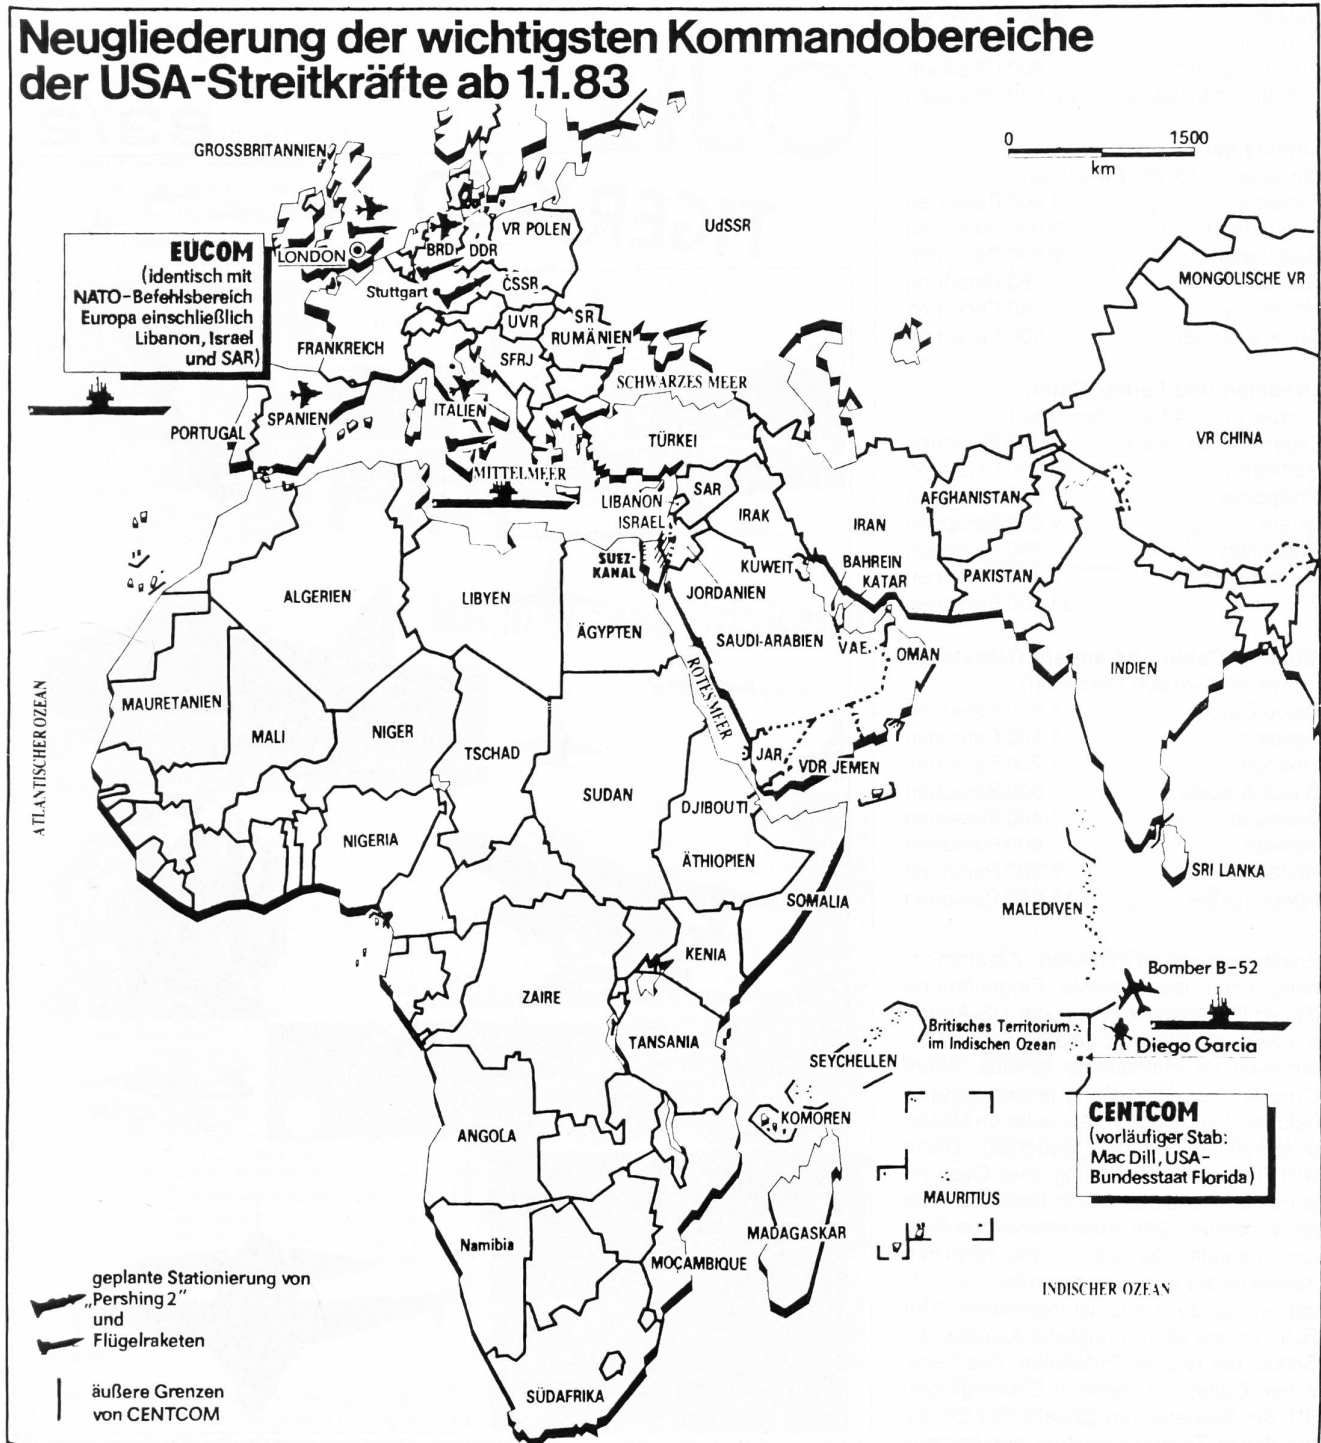 Neugliederung der wichtigsten Kommandobereiche
der USA-Streitkräfte ab 1.1.83
0 1500
km
GROSSBRITANNIEN
LONDON
EUCOM
(identisch mit
NATO-Befehlsbereich
Europa einschließlich
Libanon, Israel
und SAR)
BRD
DDR
VR POLEN
UdSSR
Stuttgart
ČSSR
UVR
SR
RUMÄNIEN
FRANKREICH
SFRJ
MONGOLISCHE VR
SCHWARZES MEER
PORTUGAL
SPANIEN
ITALIEN
TÜRKEI
VR CHINA
MITTELMEER
LIBANON
ISRAEL
SAR
IRAK
IRAN
AFGHANISTAN
SUEZ-
KANAL
KUWEIT
BAHREIN
KATAR
PAKISTAN
JORDANIEN
ALGERIEN
LIBYEN
ÄGYPTEN
SAUDI-ARABIEN
V.A.E.
OMAN
INDIEN
ROTES MEER
ATLANTISCHER OZEAN
MAURETANIEN
MALI
NIGER
TSCHAD
SUDAN
JAR
VDR JEMEN
DJIBOUTI
NIGERIA
ÄTHIOPIEN
SOMALIA
SRI LANKA
MALEDIVEN
KENIA
ZAIRE
TANSANIA
Bomber B-52
Britisches Territorium
im Indischen Ozean
Diego Garcia
SEYCHELLEN
KOMOREN
CENTCOM
(vorläufiger Stab:
Mac Dill, USA-
Bundesstaat Florida)
ANGOLA
MAURITIUS
MADAGASKAR
Namibia
MOÇAMBIQUE
INDISCHER OZEAN
SÜDAFRIKA
geplante Stationierung von
„Pershing 2"
und
Flügelraketen
äußere Grenzen
von CENTCOM